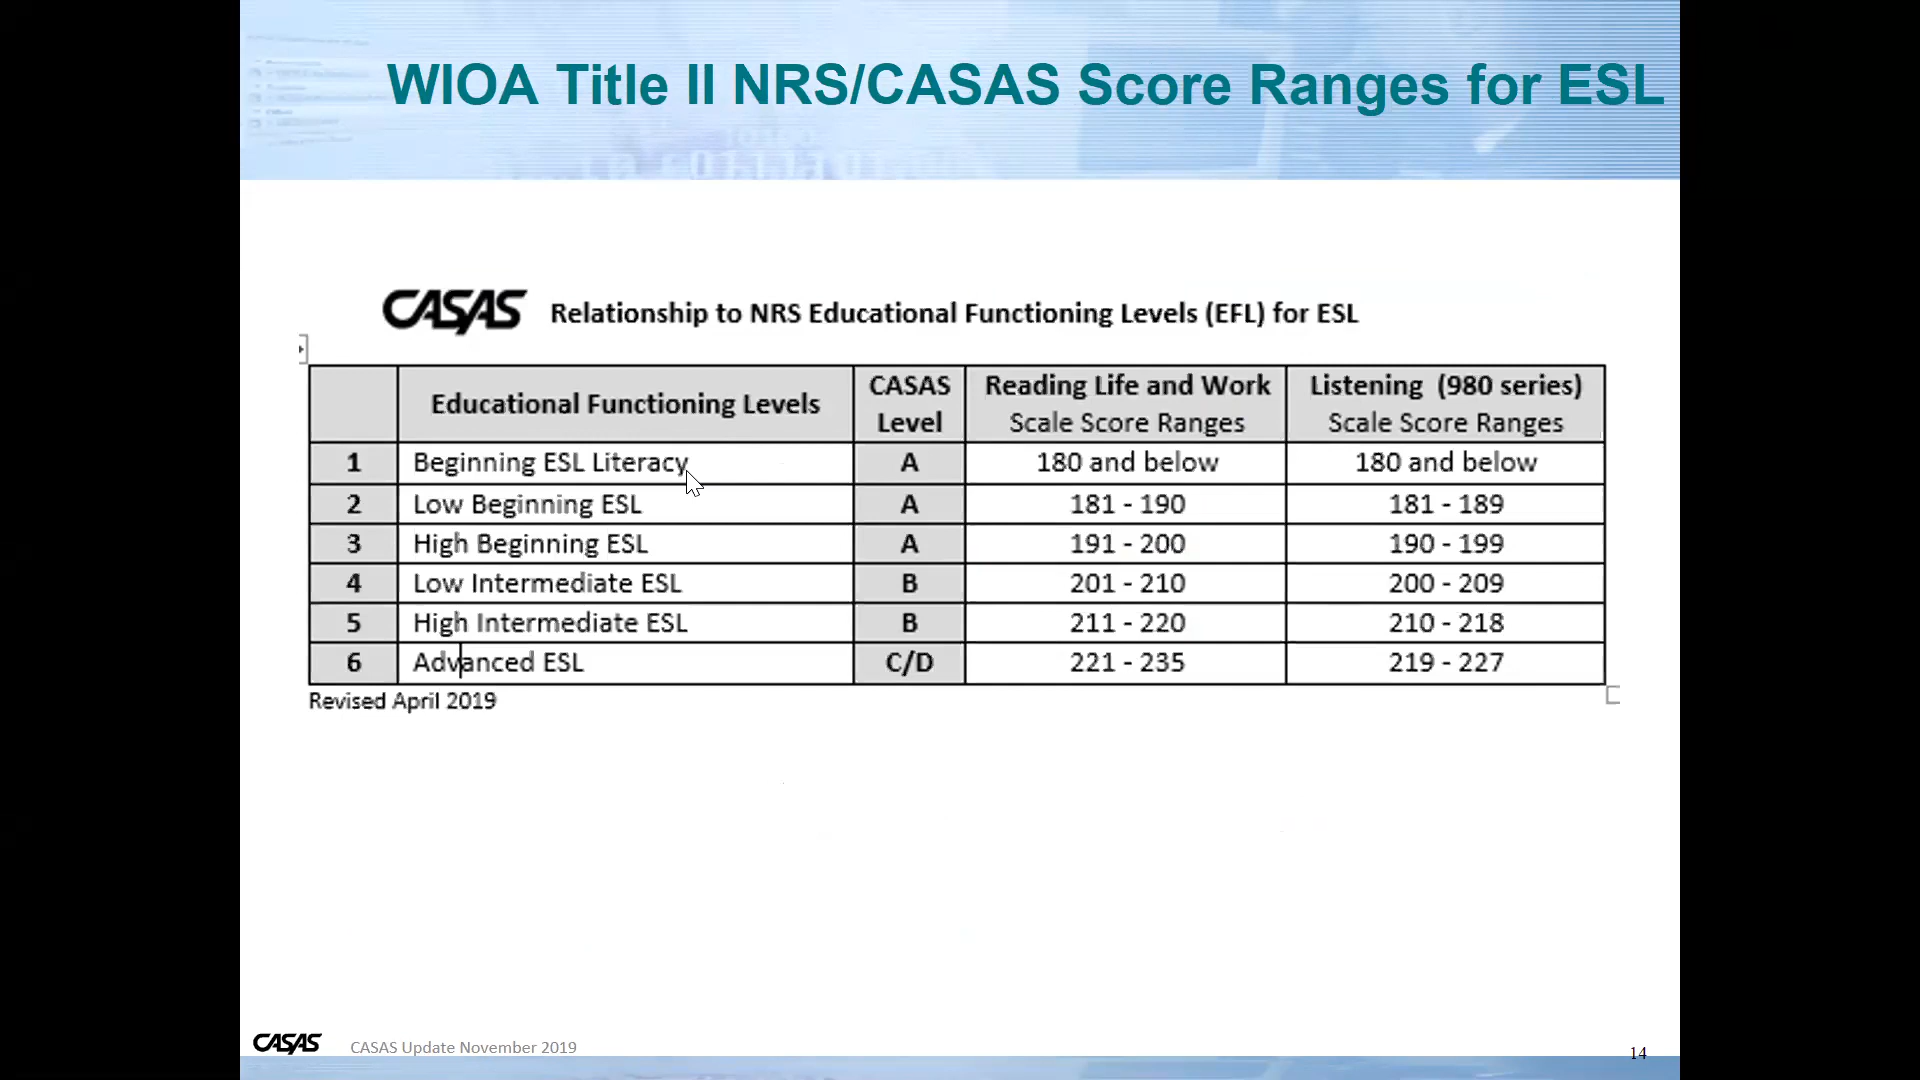 WIOA Title II NRS/CASAS Score Ranges for ESL
CASAS Relationship to NRS Educational Functioning Levels (EFL) for ESL
Educational Functioning Levels CASAS Level Reading Life and Work Scale Score Ranges Listening (980 series) Scale Score Ranges
1 Beginning ESL Literacy A 180 and below 180 and below
2 Low Beginning ESL A 181 - 190 181 - 189
3 High Beginning ESL A 191 - 200 190 - 199
4 Low Intermediate ESL B 201 - 210 200 - 209
5 High Intermediate ESL B 211 - 220 210 - 218
6 Advanced ESL C/D 221 - 235 219 - 227
Revised April 2019
CASAS CASAS Update November 2019 14